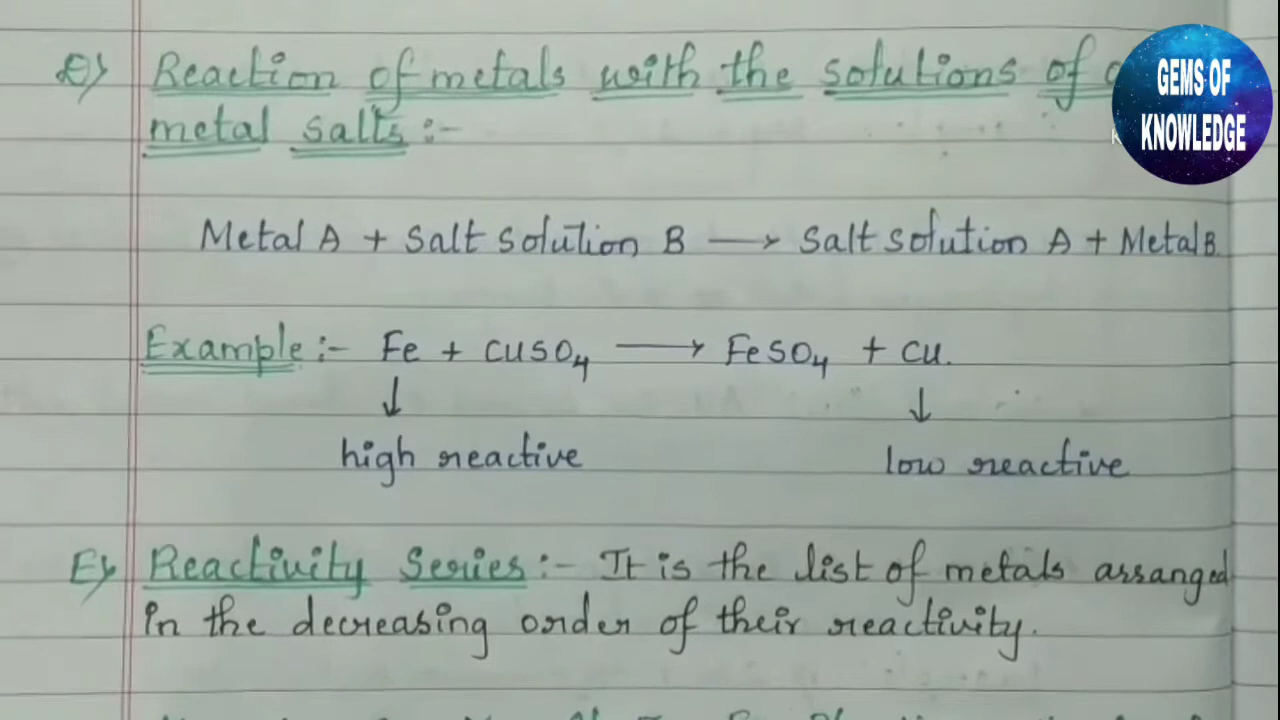 D) Reaction of metals with the solutions of
metal salts :-
GEMS OF
KNOWLEDGE
Metal A + Salt solution B → Salt solution A + Metal B.
Example :- Fe + CuSO₄ → FeSO₄ + Cu.
↓ ↓
high reactive low reactive
E) Reactivity Series :- It is the list of metals arranged
in the decreasing order of their reactivity.